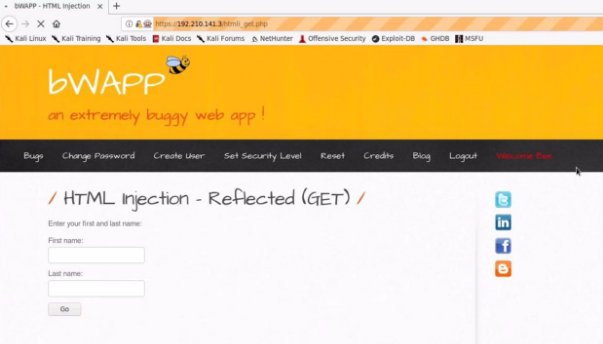 bWAPP - HTML Injection
https://192.210.141.3/htmli_get.php
Kali Linux Kali Training Kali Tools Kali Docs Kali Forums NetHunter Offensive Security Exploit-DB GHDB MSFU
bWAPP
an extremely buggy web app !
Bugs Change Password Create User Set Security Level Reset Credits Blog Logout Welcome Bee
/ HTML Injection - Reflected (GET) /
Enter your first and last name:
First name:
Last name:
Go